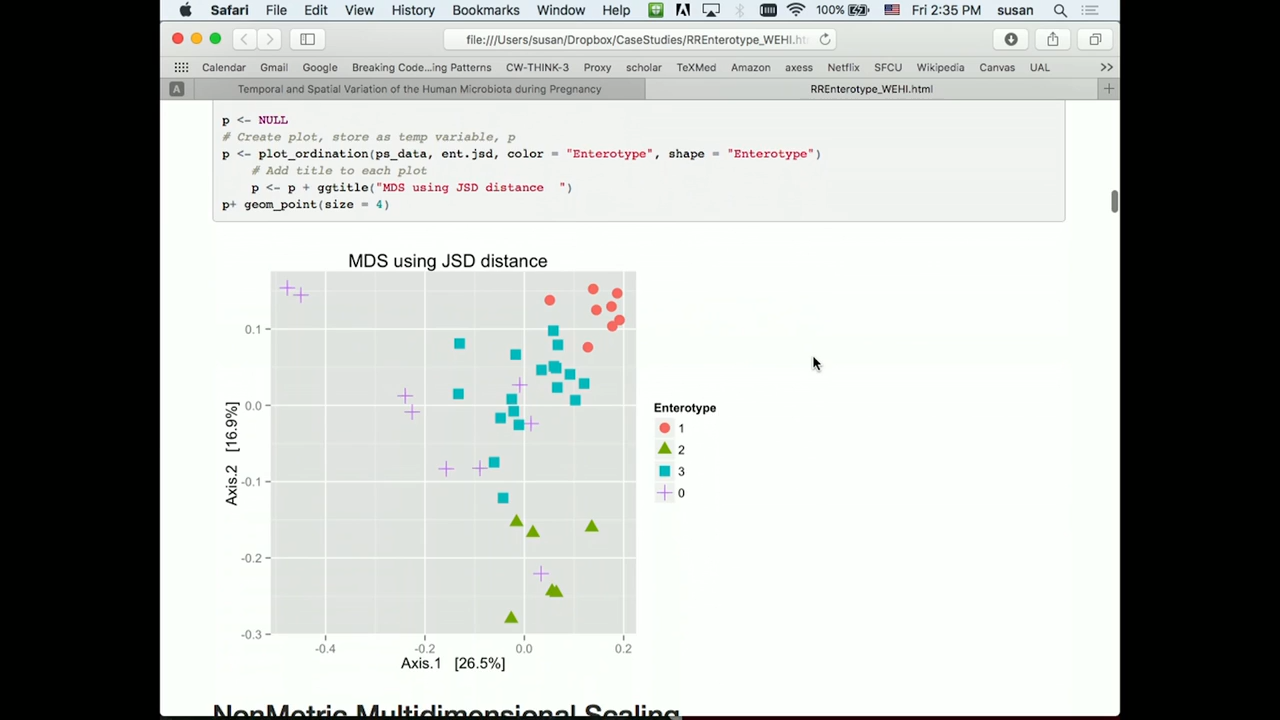 Safari File Edit View History Bookmarks Window Help 100% Fri 2:35 PM susan
file:///Users/susan/Dropbox/CaseStudies/RREnterotype_WEHI.ht
Calendar Gmail Google Breaking Code...ing Patterns CW-THINK-3 Proxy scholar TeXMed Amazon axess Netflix SFCU Wikipedia Canvas UAL >>
A Temporal and Spatial Variation of the Human Microbiota during Pregnancy RREnterotype_WEHI.html +
p <- NULL
# Create plot, store as temp variable, p
p <- plot_ordination(ps_data, ent.jsd, color = "Enterotype", shape = "Enterotype")
# Add title to each plot
p <- p + ggtitle("MDS using JSD distance  ")
p+ geom_point(size = 4)
MDS using JSD distance
0.1
0.0
-0.1
-0.2
-0.3
Axis.2 [16.9%]
-0.4 -0.2 0.0 0.2
Axis.1 [26.5%]
Enterotype
1
2
3
0
NonMetric Multidimensional Scaling